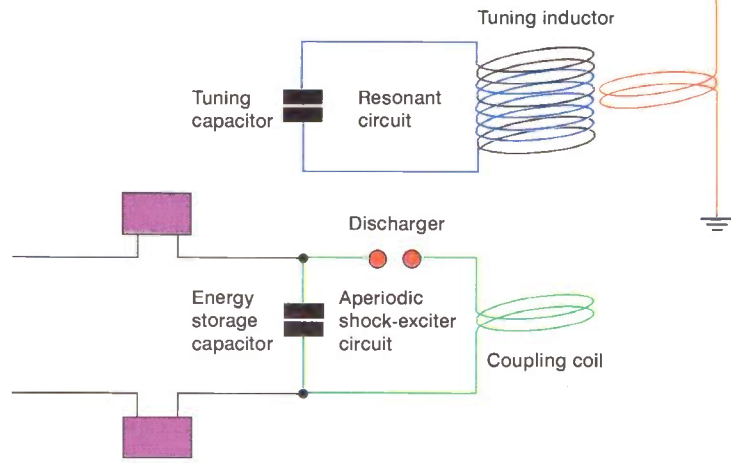 Tuning inductor
Tuning
capacitor
Resonant
circuit
Discharger
Energy
storage
capacitor
Aperiodic
shock-exciter
circuit
Coupling coil